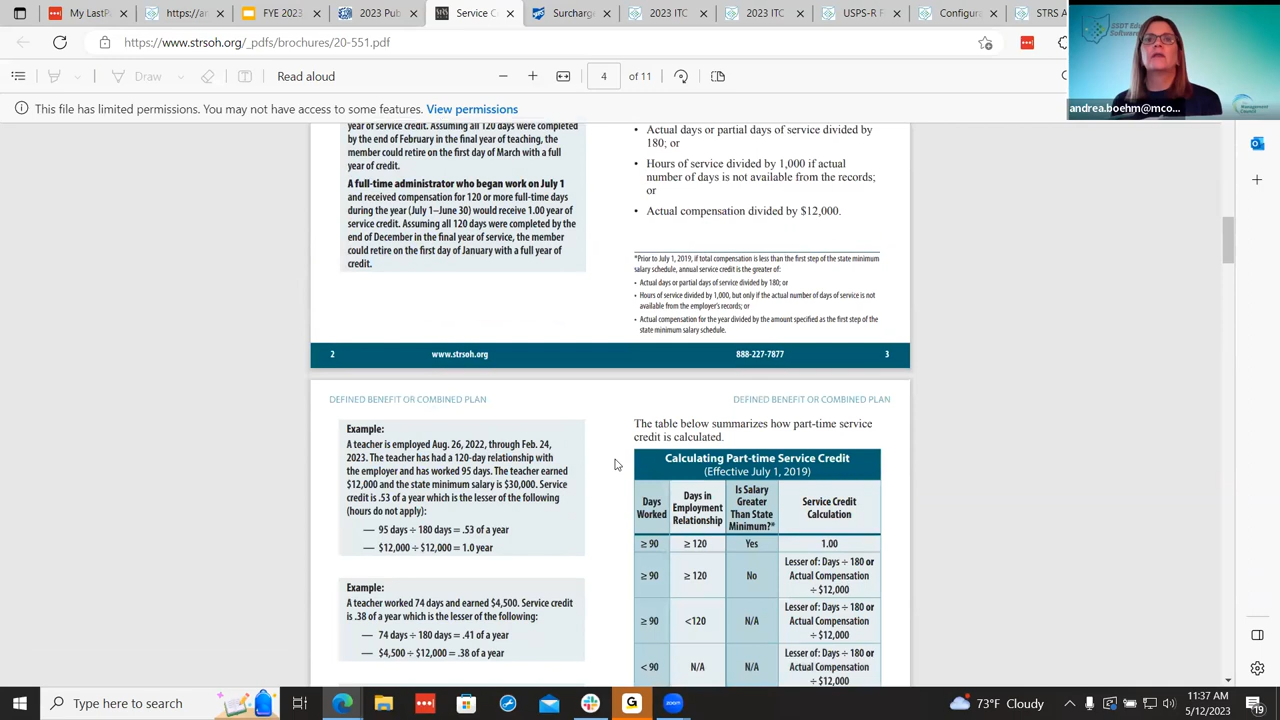 My Last
https://
FYE 2023
2023 Pub
Service C
Surcharg
2023 ITC
2023 ITC
USPS-R F
Configura
STRS A
https://www.strsoh.org/_pdfs/brochures/20-551.pdf
Draw
Read aloud
4 of 11
This file has limited permissions. You may not have access to some features. View permissions
SSDT Edu
Software
andrea.boehm@mco...
Management
Council
year of service credit. Assuming all 120 days were completed
by the end of February in the final year of teaching, the
member could retire on the first day of March with a full
year of credit.
A full-time administrator who began work on July 1
and received compensation for 120 or more full-time days
during the year (July 1–June 30) would receive 1.00 year of
service credit. Assuming all 120 days were completed by the
end of December in the final year of service, the member
could retire on the first day of January with a full year of
credit.
• Actual days or partial days of service divided by
180; or
• Hours of service divided by 1,000 if actual
number of days is not available from the records;
or
• Actual compensation divided by $12,000.
*Prior to July 1, 2019, if total compensation is less than the first step of the state minimum
salary schedule, annual service credit is the greater of:
• Actual days or partial days of service divided by 180; or
• Hours of service divided by 1,000, but only if the actual number of days of service is not
available from the employer's records; or
• Actual compensation for the year divided by the amount specified as the first step of the
state minimum salary schedule.
2 www.strsoh.org 888-227-7877 3
DEFINED BENEFIT OR COMBINED PLAN
DEFINED BENEFIT OR COMBINED PLAN
Example:
A teacher is employed Aug. 26, 2022, through Feb. 24,
2023. The teacher has had a 120-day relationship with
the employer and has worked 95 days. The teacher earned
$12,000 and the state minimum salary is $30,000. Service
credit is .53 of a year which is the lesser of the following
(hours do not apply):
— 95 days ÷ 180 days = .53 of a year
— $12,000 ÷ $12,000 = 1.0 year
Example:
A teacher worked 74 days and earned $4,500. Service credit
is .38 of a year which is the lesser of the following:
— 74 days ÷ 180 days = .41 of a year
— $4,500 ÷ $12,000 = .38 of a year
The table below summarizes how part-time service
credit is calculated.
Calculating Part-time Service Credit
(Effective July 1, 2019)
Days
Worked
Days in
Employment
Relationship
Is Salary
Greater
Than State
Minimum?*
Service Credit
Calculation
≥ 90 ≥ 120 Yes 1.00
≥ 90 ≥ 120 No Lesser of: Days ÷ 180 or
Actual Compensation
÷ $12,000
≥ 90 <120 N/A Lesser of: Days ÷ 180 or
Actual Compensation
÷ $12,000
< 90 N/A N/A Lesser of: Days ÷ 180 or
Actual Compensation
÷ $12,000
Type here to search
73°F Cloudy
11:37 AM
5/12/2023
19